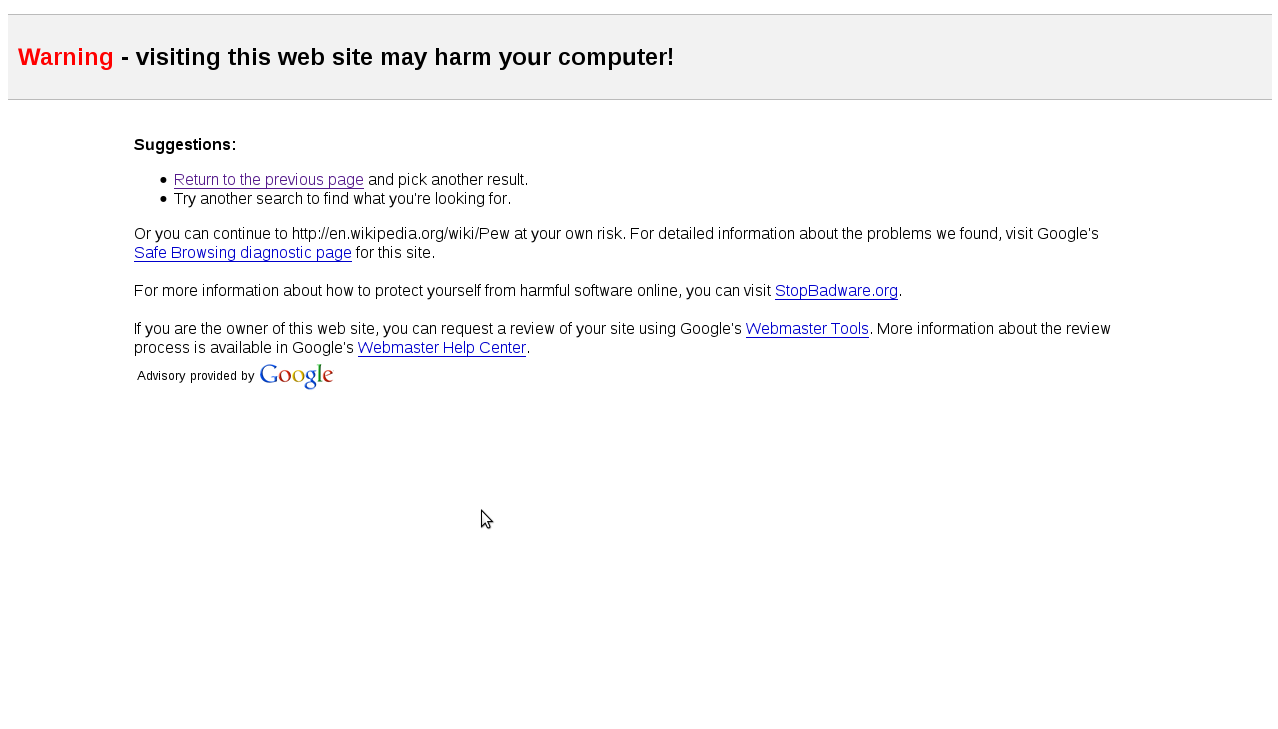 Warning - visiting this web site may harm your computer!
Suggestions:
• Return to the previous page and pick another result.
• Try another search to find what you're looking for.
Or you can continue to http://en.wikipedia.org/wiki/Pew at your own risk. For detailed information about the problems we found, visit Google's
Safe Browsing diagnostic page for this site.
For more information about how to protect yourself from harmful software online, you can visit StopBadware.org.
If you are the owner of this web site, you can request a review of your site using Google's Webmaster Tools. More information about the review
process is available in Google's Webmaster Help Center.
Advisory provided by Google